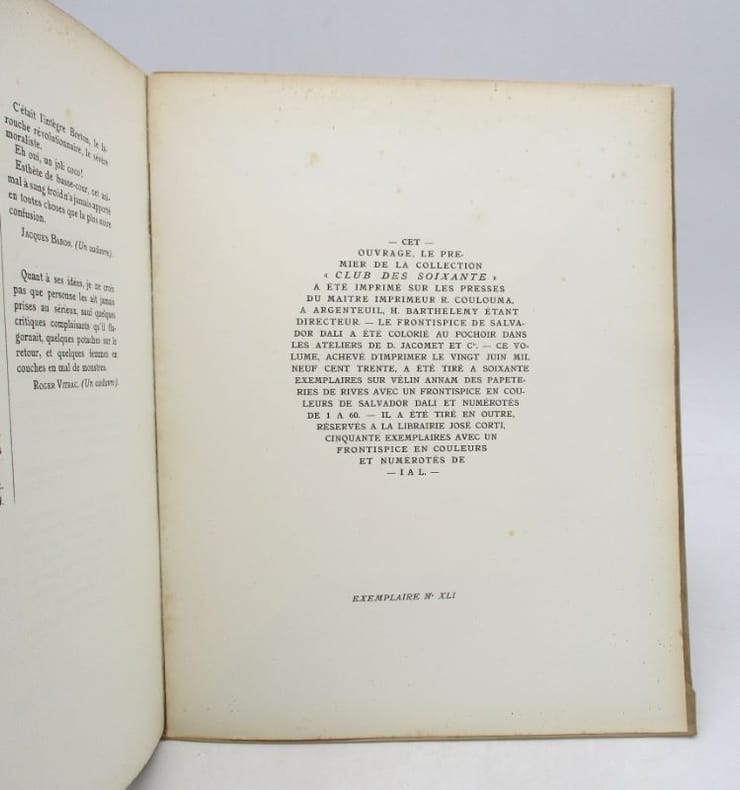 C'était l'intègre Breton, le fa-
rouche révolutionnaire, le sévère
moraliste.
Eh oui, un joli coco!
Esthète de basse-cour, cet ani-
mal à sang froid n'a jamais apporté
en toutes choses que la plus noire
confusion.
JACQUES BARON. (Un cadavre).
Quant à ses idées, je ne crois
pas que personne les ait jamais
prises au sérieux, sauf quelques
critiques complaisants qu'il fla-
gornait, quelques potaches sur le
retour, et quelques femmes en
couches en mal de monstres.
ROGER VITRAC. (Un cadavre).
— CET —
OUVRAGE, LE PRE-
MIER DE LA COLLECTION
« CLUB DES SOIXANTE »
A ÉTÉ IMPRIMÉ SUR LES PRESSES
DU MAITRE IMPRIMEUR R. COULOUMA,
A ARGENTEUIL, H. BARTHÉLEMY ÉTANT
DIRECTEUR. — LE FRONTISPICE DE SALVA-
DOR DALI A ÉTÉ COLORIÉ AU POCHOIR DANS
LES ATELIERS DE D. JACOMET ET Cie. — CE VO-
LUME, ACHEVÉ D'IMPRIMER LE VINGT JUIN MIL
NEUF CENT TRENTE, A ÉTÉ TIRÉ A SOIXANTE
EXEMPLAIRES SUR VÉLIN ANNAM DES PAPETE-
RIES DE RIVES AVEC UN FRONTISPICE EN COU-
LEURS DE SALVADOR DALI ET NUMÉROTÉS
DE 1 A 60. — IL A ÉTÉ TIRÉ EN OUTRE,
RÉSERVÉS A LA LIBRAIRIE JOSÉ CORTI,
CINQUANTE EXEMPLAIRES AVEC UN
FRONTISPICE EN COULEURS
ET NUMÉROTÉS DE
— I A L. —
EXEMPLAIRE No XLI